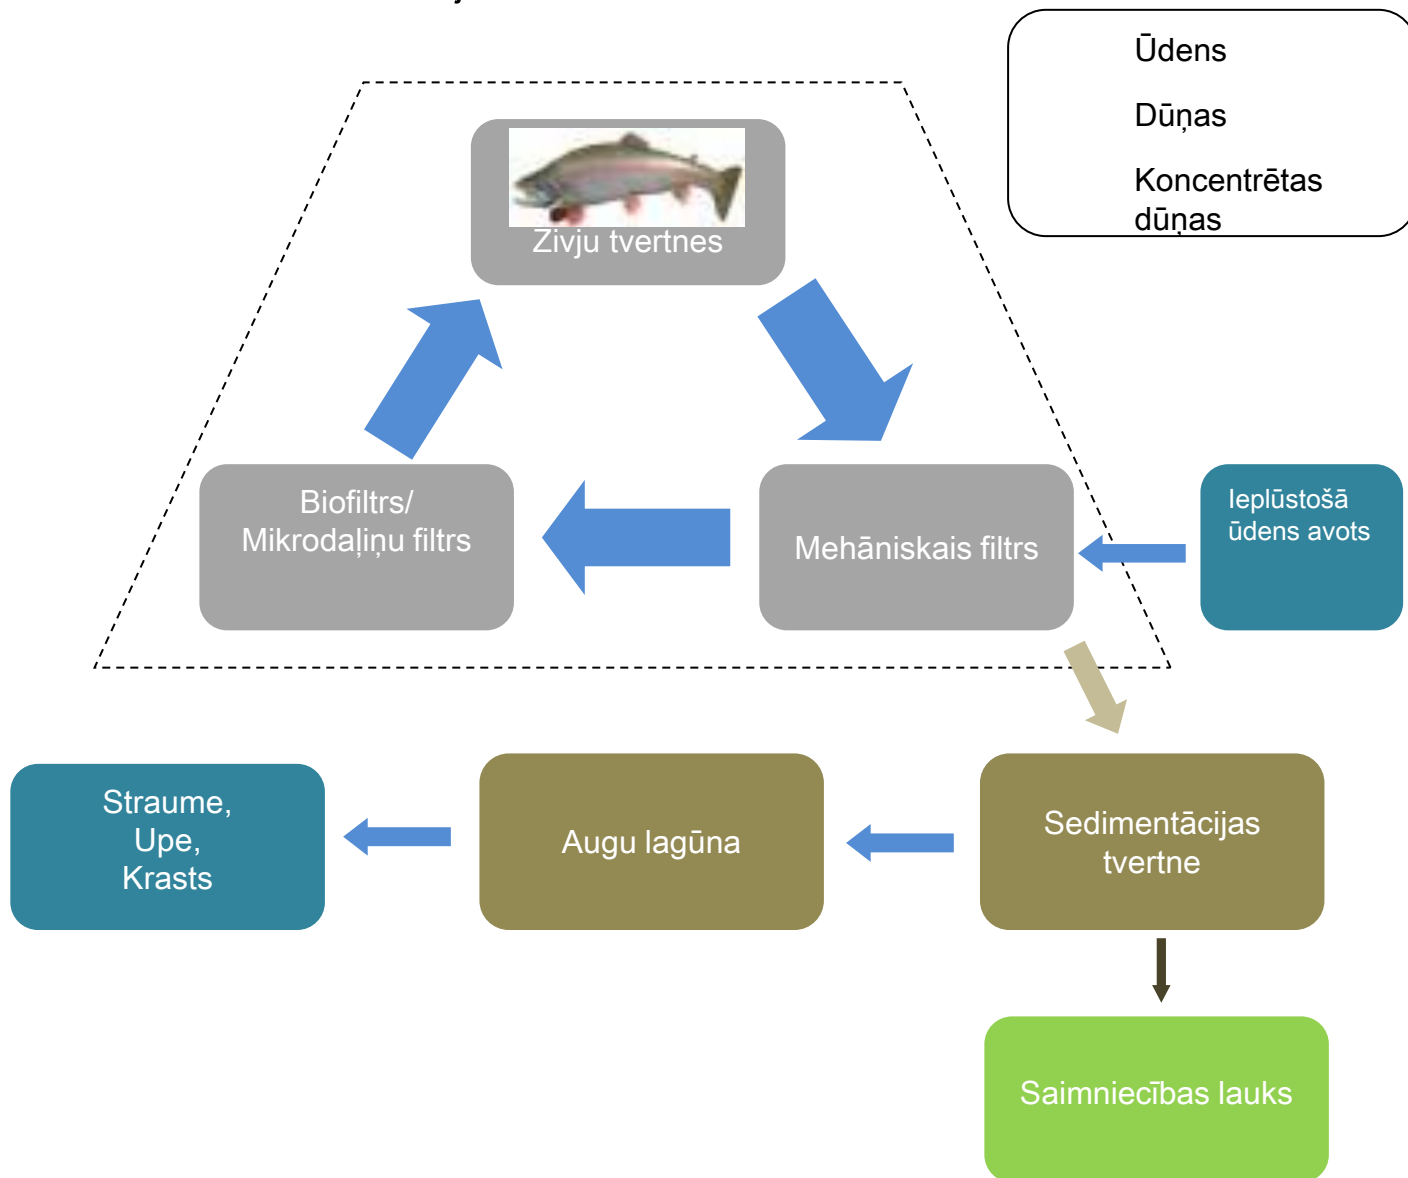 Ūdens
Dūņas
Koncentrētas
dūņas
Zivju tvertnes
Biofiltrs/
Mikrodaļiņu filtrs
Mehāniskais filtrs
Ieplūstošā
ūdens avots
Straume,
Upe,
Krasts
Augu lagūna
Sedimentācijas
tvertne
Saimniecības lauks